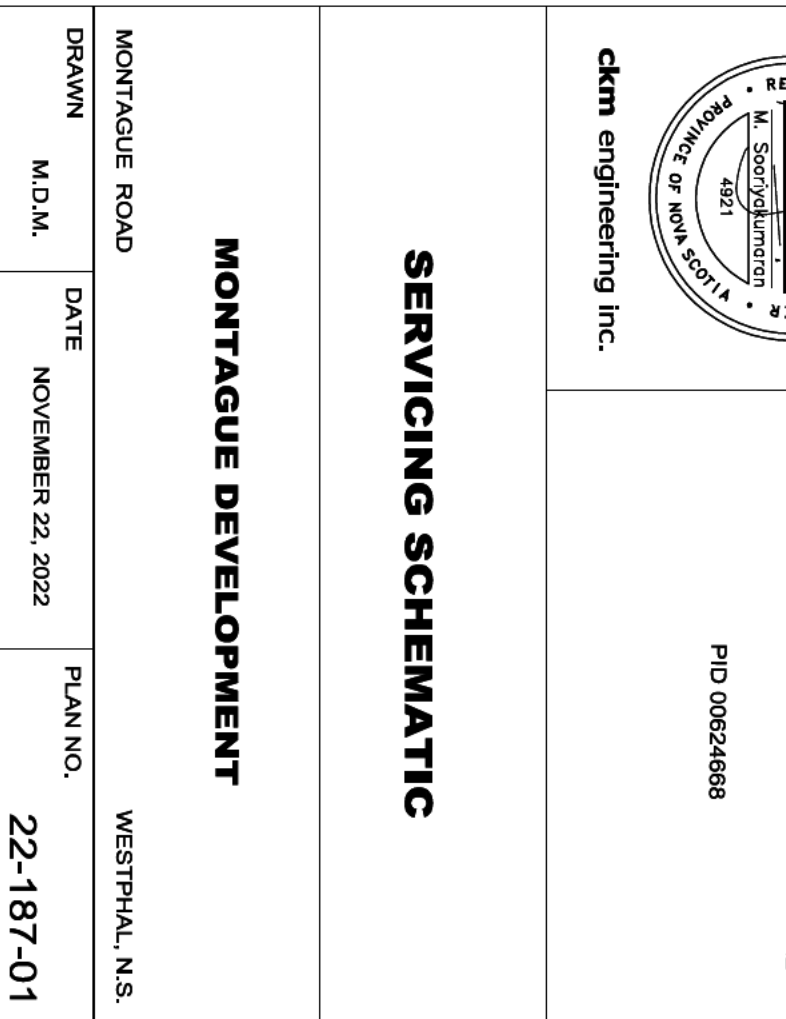 RE
M. Sooriyakumaran
4921
PROVINCE OF NOVA SCOTIA
ckm engineering inc.
PID 00624668
SERVICING SCHEMATIC
MONTAGUE DEVELOPMENT
MONTAGUE ROAD WESTPHAL, N.S.
DRAWN DATE PLAN NO.
M.D.M. NOVEMBER 22, 2022 22-187-01